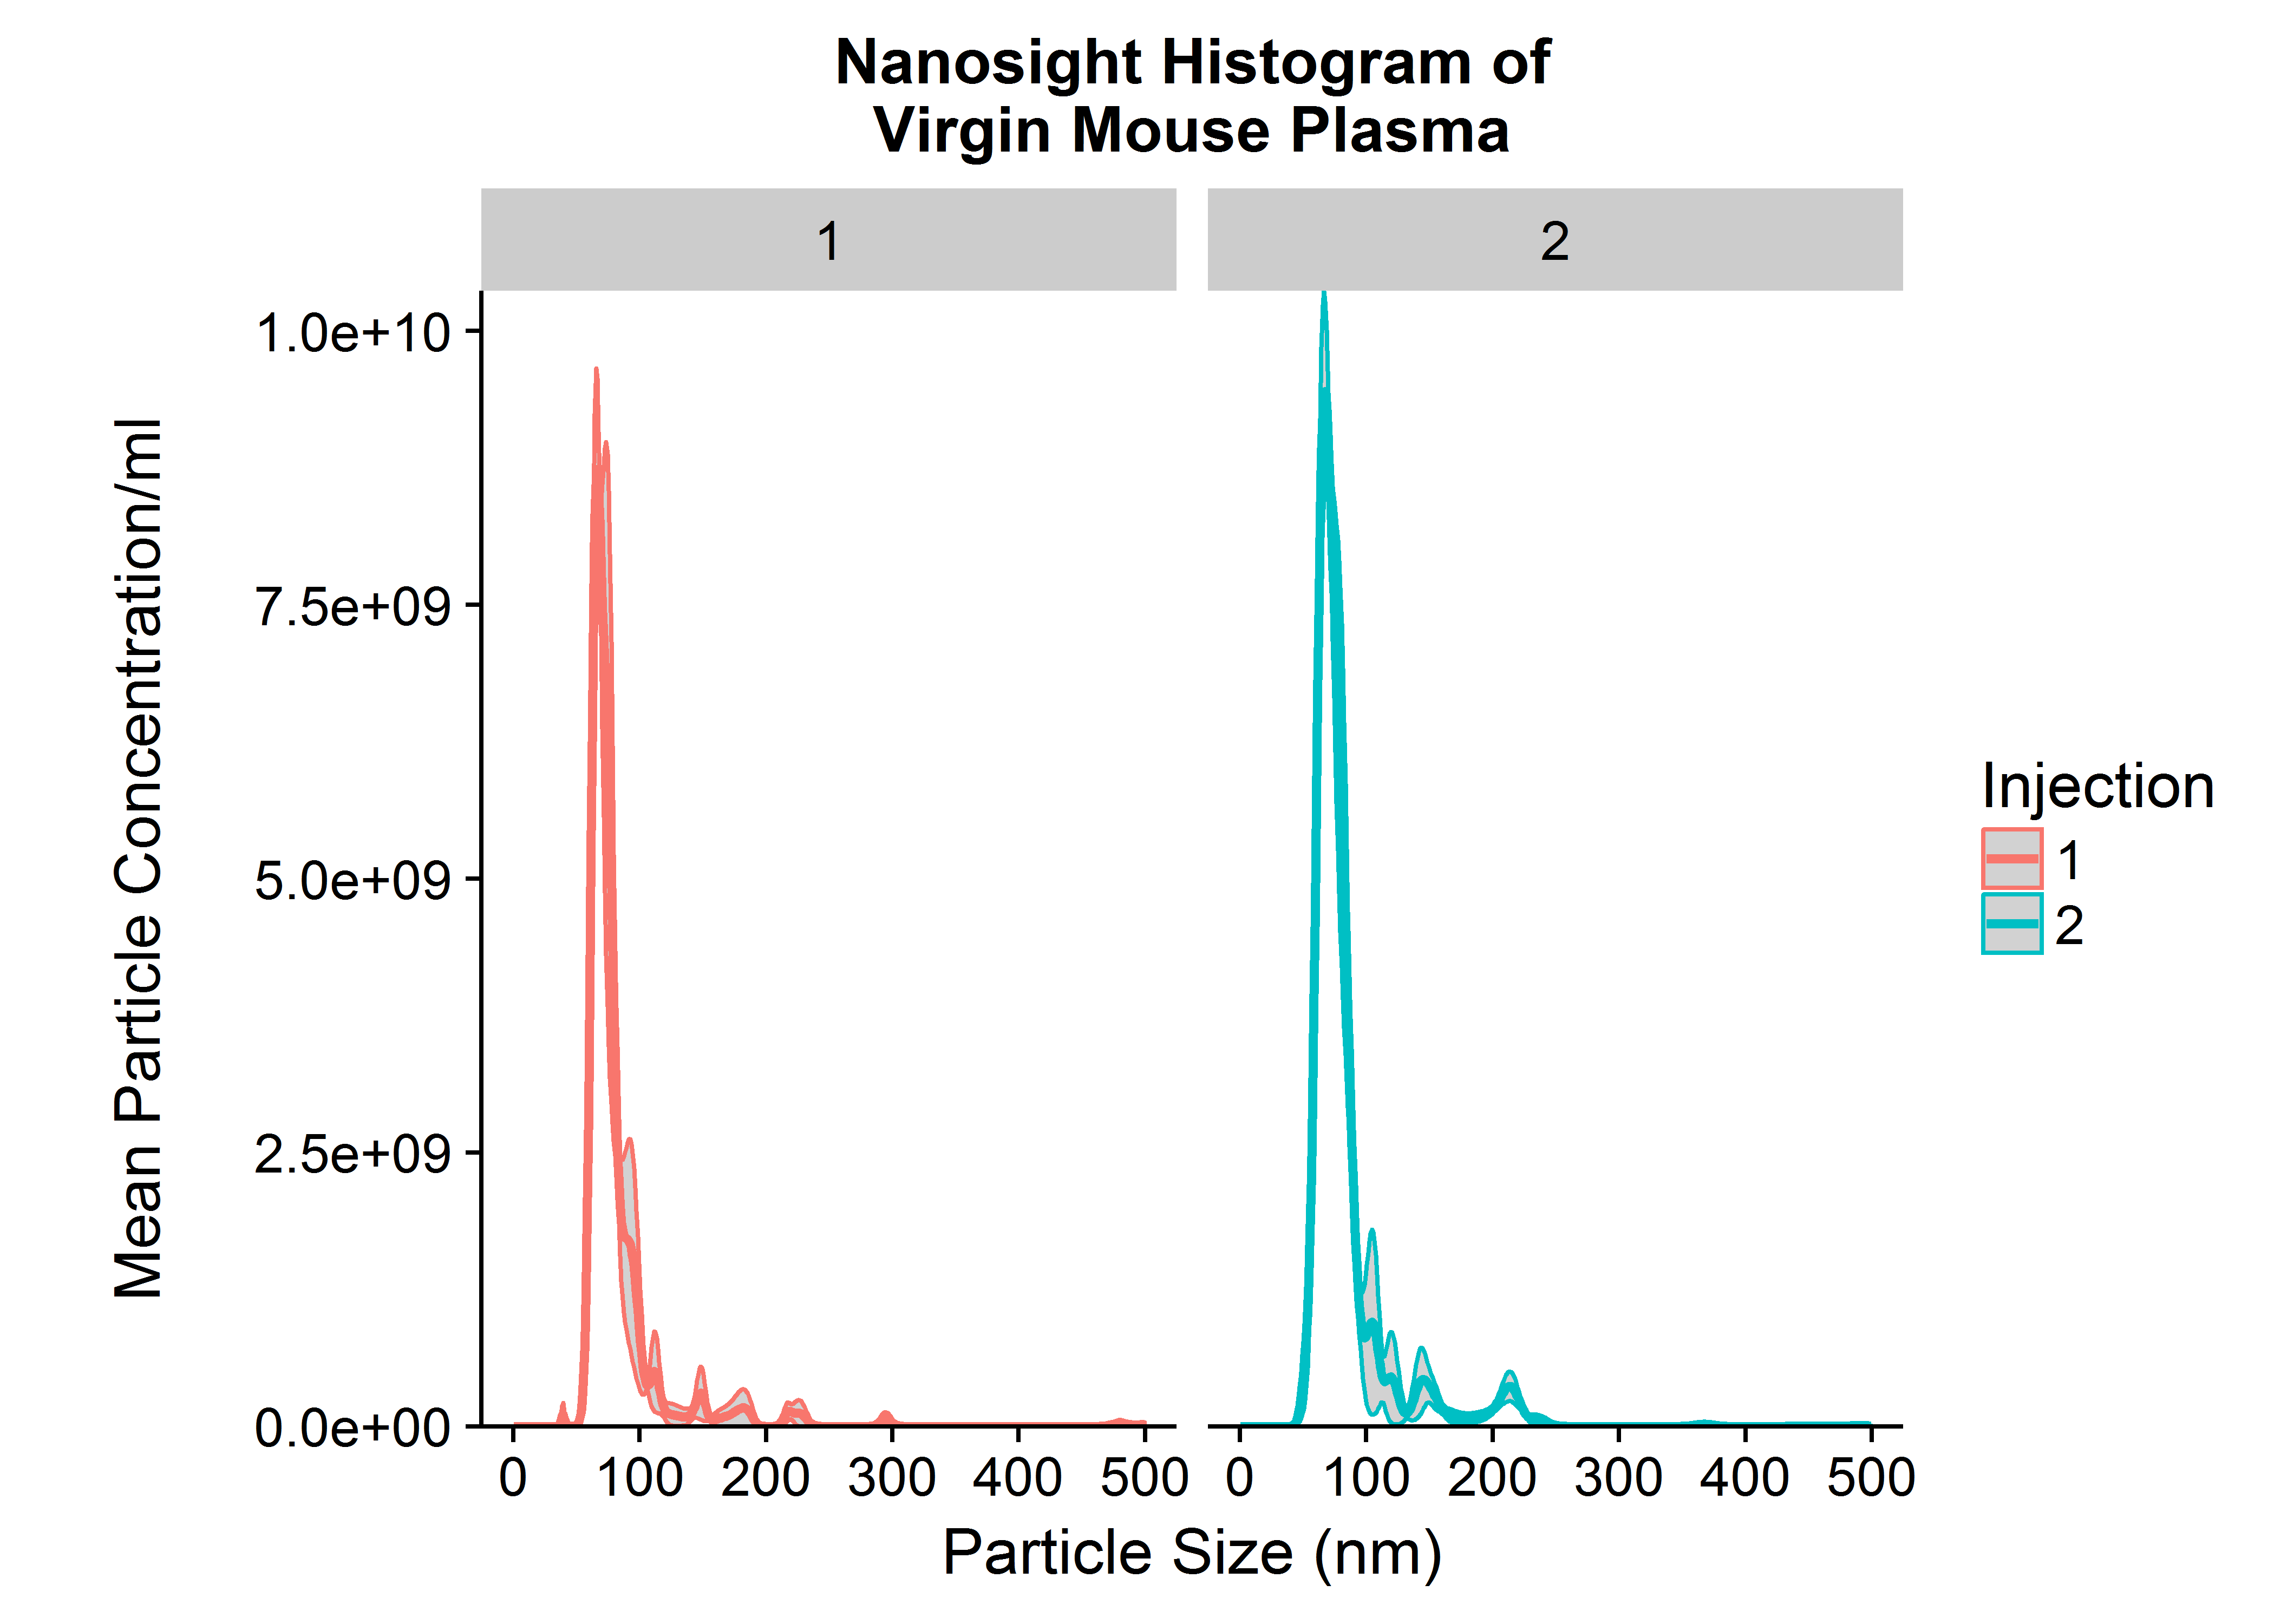 Nanosight Histogram of
Virgin Mouse Plasma
1
2
Mean Particle Concentration/ml
1.0e+10
7.5e+09
5.0e+09
2.5e+09
0.0e+00
0 100 200 300 400 500
0 100 200 300 400 500
Particle Size (nm)
Injection
1
2